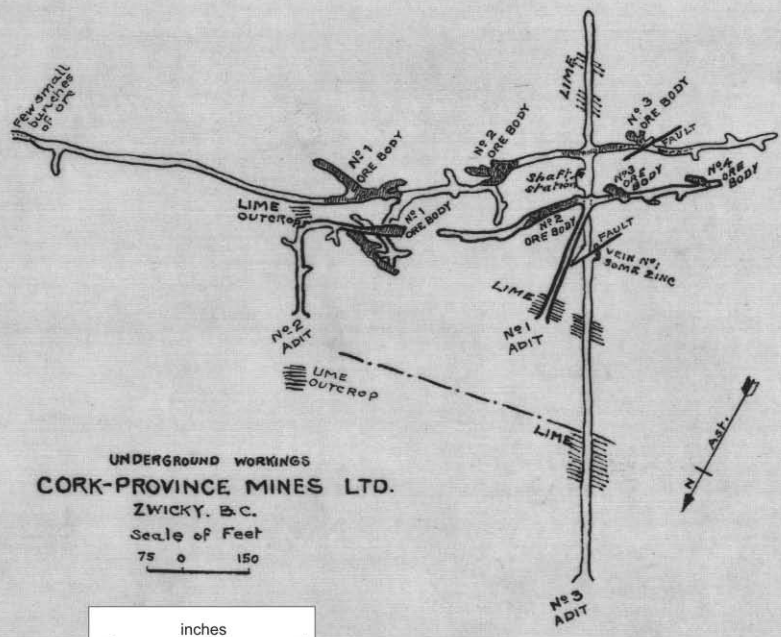 Few small
bunches
of ore
No 1
ORE BODY
No 2
ORE BODY
LIME
No 3
ORE BODY
FAULT
Shaft &
station
No 3
ORE
BODY
No 4
ORE
BODY
LIME
OUTCROP
No 1
ORE BODY
No 2
ORE BODY
FAULT
VEIN No 1
SOME ZINC
LIME
No 2
ADIT
No 1
ADIT
LIME
OUTCROP
LIME
Ast.
N
UNDERGROUND WORKINGS
CORK-PROVINCE MINES LTD.
ZWICKY. B.C.
Scale of Feet
75 0 150
No 3
ADIT
inches